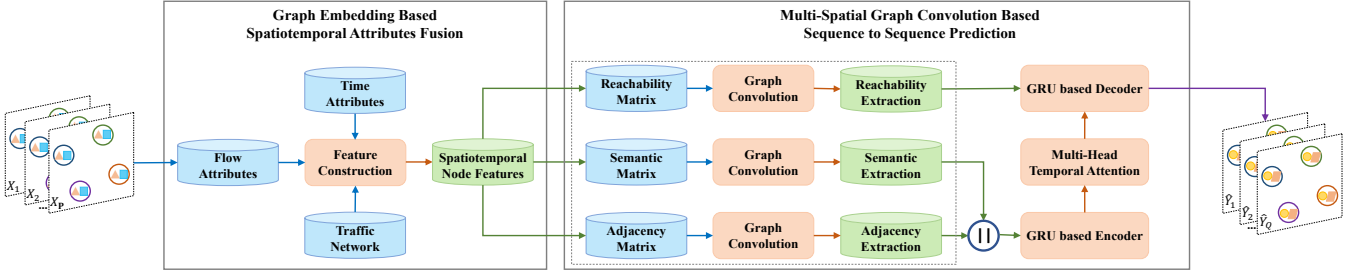 Graph Embedding Based
Spatiotemporal Attributes Fusion
Multi-Spatial Graph Convolution Based
Sequence to Sequence Prediction
X₁
X₂
...
X_P
Flow
Attributes
Time
Attributes
Feature
Construction
Traffic
Network
Spatiotemporal
Node Features
Reachability
Matrix
Graph
Convolution
Reachability
Extraction
Semantic
Matrix
Graph
Convolution
Semantic
Extraction
Adjacency
Matrix
Graph
Convolution
Adjacency
Extraction
||
GRU based Decoder
Multi-Head
Temporal Attention
GRU based Encoder
Ŷ₁
Ŷ₂
...
Ŷ_Q